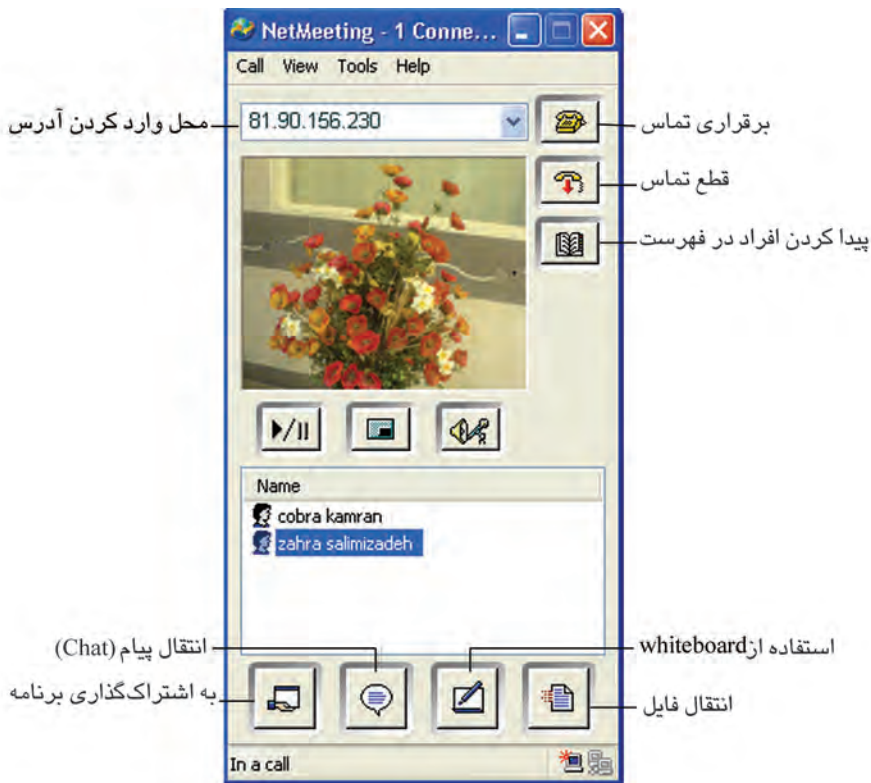 NetMeeting - 1 Conne...
Call View Tools Help
محل وارد کردن آدرس
81.90.156.230
برقراری تماس
قطع تماس
پیدا کردن افراد در فهرست
Name
cobra kamran
zahra salimizadeh
انتقال پیام (Chat)
استفاده ازwhiteboard
به اشتراک‌گذاری برنامه
انتقال فایل
In a call